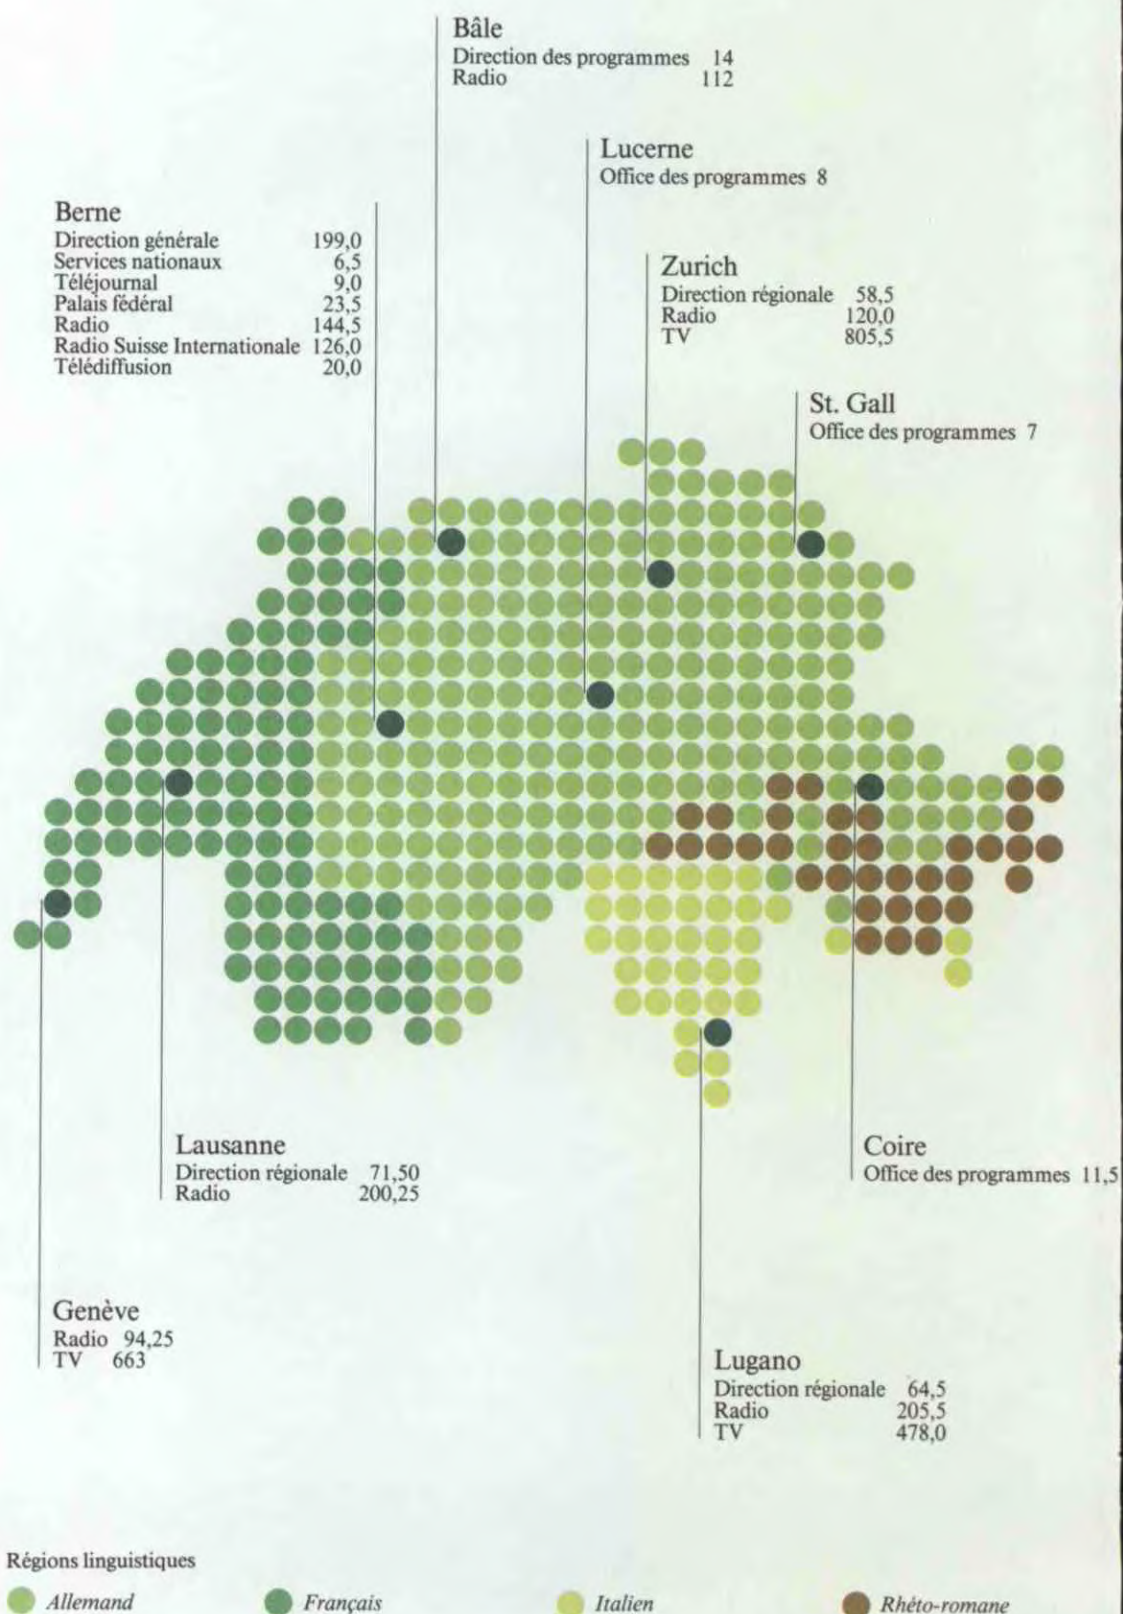 Bâle
Direction des programmes 14
Radio 112
Lucerne
Office des programmes 8
Berne
Direction générale 199,0
Services nationaux 6,5
Téléjournal 9,0
Palais fédéral 23,5
Radio 144,5
Radio Suisse Internationale 126,0
Télédiffusion 20,0
Zurich
Direction régionale 58,5
Radio 120,0
TV 805,5
St. Gall
Office des programmes 7
Lausanne
Direction régionale 71,50
Radio 200,25
Coire
Office des programmes 11,5
Genève
Radio 94,25
TV 663
Lugano
Direction régionale 64,5
Radio 205,5
TV 478,0
Régions linguistiques
Allemand
Français
Italien
Rhéto-romane